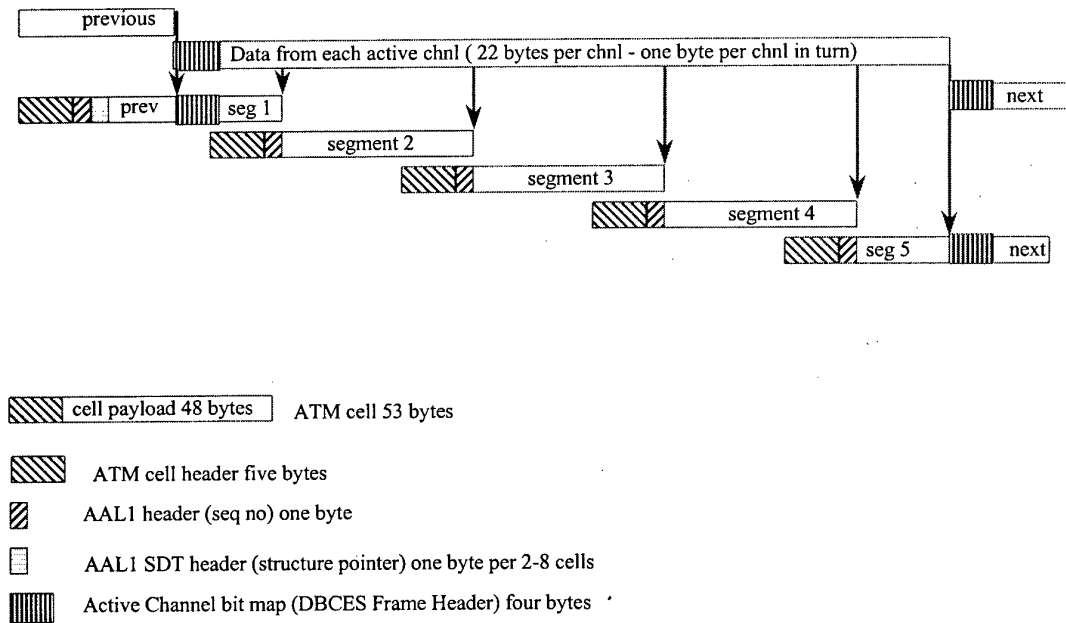 previous
Data from each active chnl ( 22 bytes per chnl - one byte per chnl in turn)
prev
seg 1
next
segment 2
segment 3
segment 4
seg 5
next
cell payload 48 bytes
ATM cell 53 bytes
ATM cell header five bytes
AAL1 header (seq no) one byte
AAL1 SDT header (structure pointer) one byte per 2-8 cells
Active Channel bit map (DBCES Frame Header) four bytes